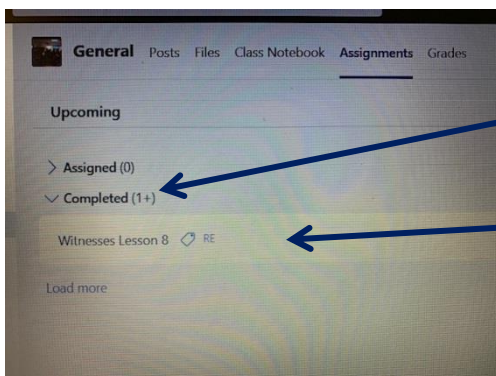 General Posts Files Class Notebook Assignments Grades
Upcoming
Assigned (0)
Completed (1+)
Witnesses Lesson 8 RE
Load more